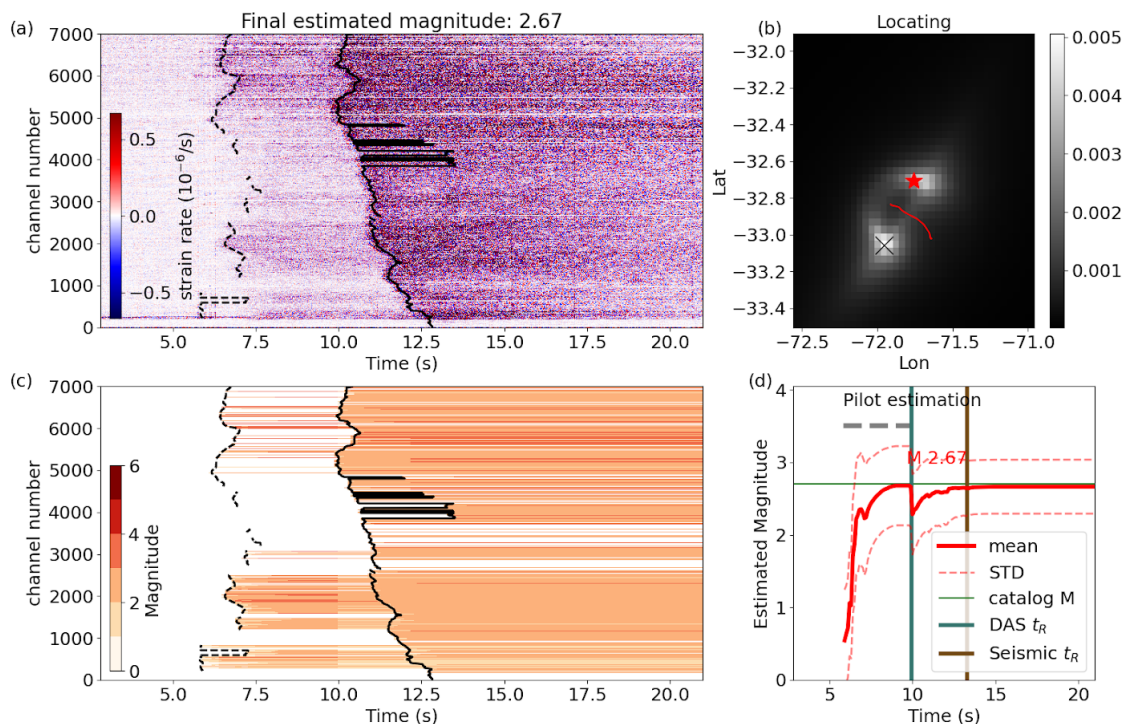 Final estimated magnitude: 2.67
(a)
7000
6000
5000
4000
3000
2000
1000
0
channel number
0.5
0.0
−0.5
strain rate (10⁻⁶/s)
5.0 7.5 10.0 12.5 15.0 17.5 20.0
Time (s)
(b)
Locating
−32.0
−32.2
−32.4
−32.6
−32.8
−33.0
−33.2
−33.4
Lat
−72.5 −72.0 −71.5 −71.0
Lon
0.005
0.004
0.003
0.002
0.001
(c)
7000
6000
5000
4000
3000
2000
1000
0
channel number
6
4
2
0
Magnitude
5.0 7.5 10.0 12.5 15.0 17.5 20.0
Time (s)
(d)
4
3
2
1
0
Estimated Magnitude
Pilot estimation
M 2.67
mean
STD
catalog M
DAS t_R
Seismic t_R
5 10 15 20
Time (s)